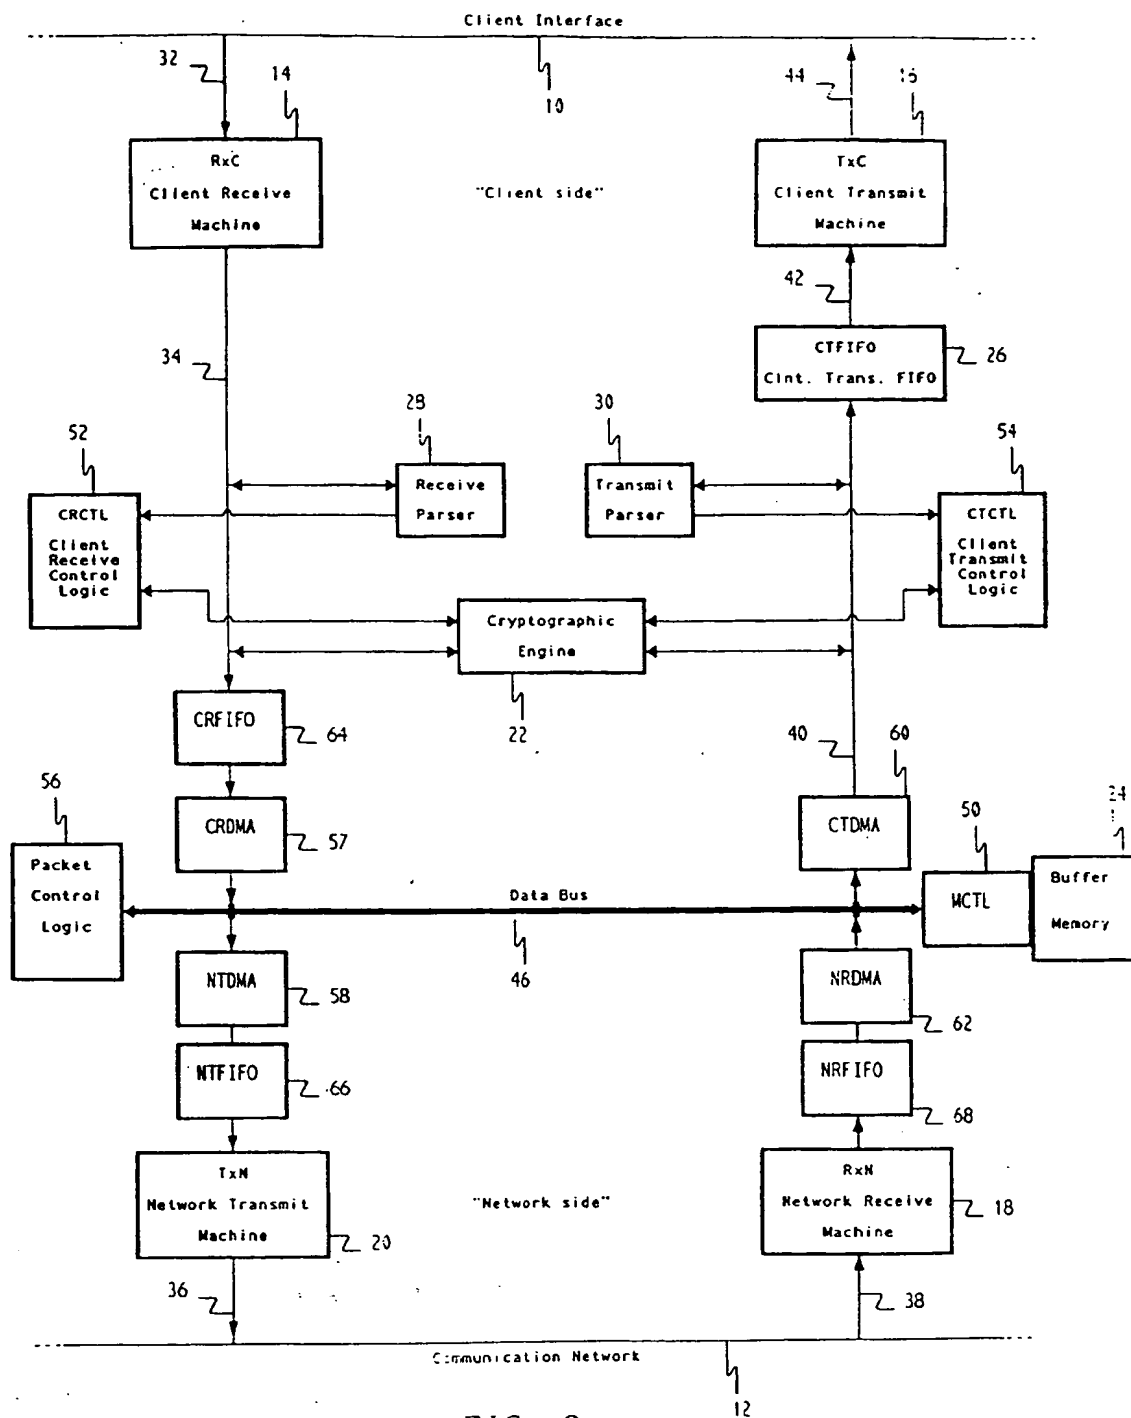 Client Interface
32
14
10
44
16
RxC
Client Receive
Machine
"Client side"
TxC
Client Transmit
Machine
42
34
CTFIFO
Clnt. Trans. FIFO
26
28
30
52
54
Receive
Parser
Transmit
Parser
CRCTL
Client
Receive
Control
Logic
CTCTL
Client
Transmit
Control
Logic
Cryptographic
Engine
22
CRFIFO
64
40
60
56
CRDMA
57
CTDMA
50
24
Packet
Control
Logic
Data Bus
46
MCTL
Buffer
Memory
NTDMA
58
NRDMA
62
NTFIFO
66
NRFIFO
68
TxN
Network Transmit
Machine
20
"Network side"
RxN
Network Receive
Machine
18
36
38
Communication Network
12